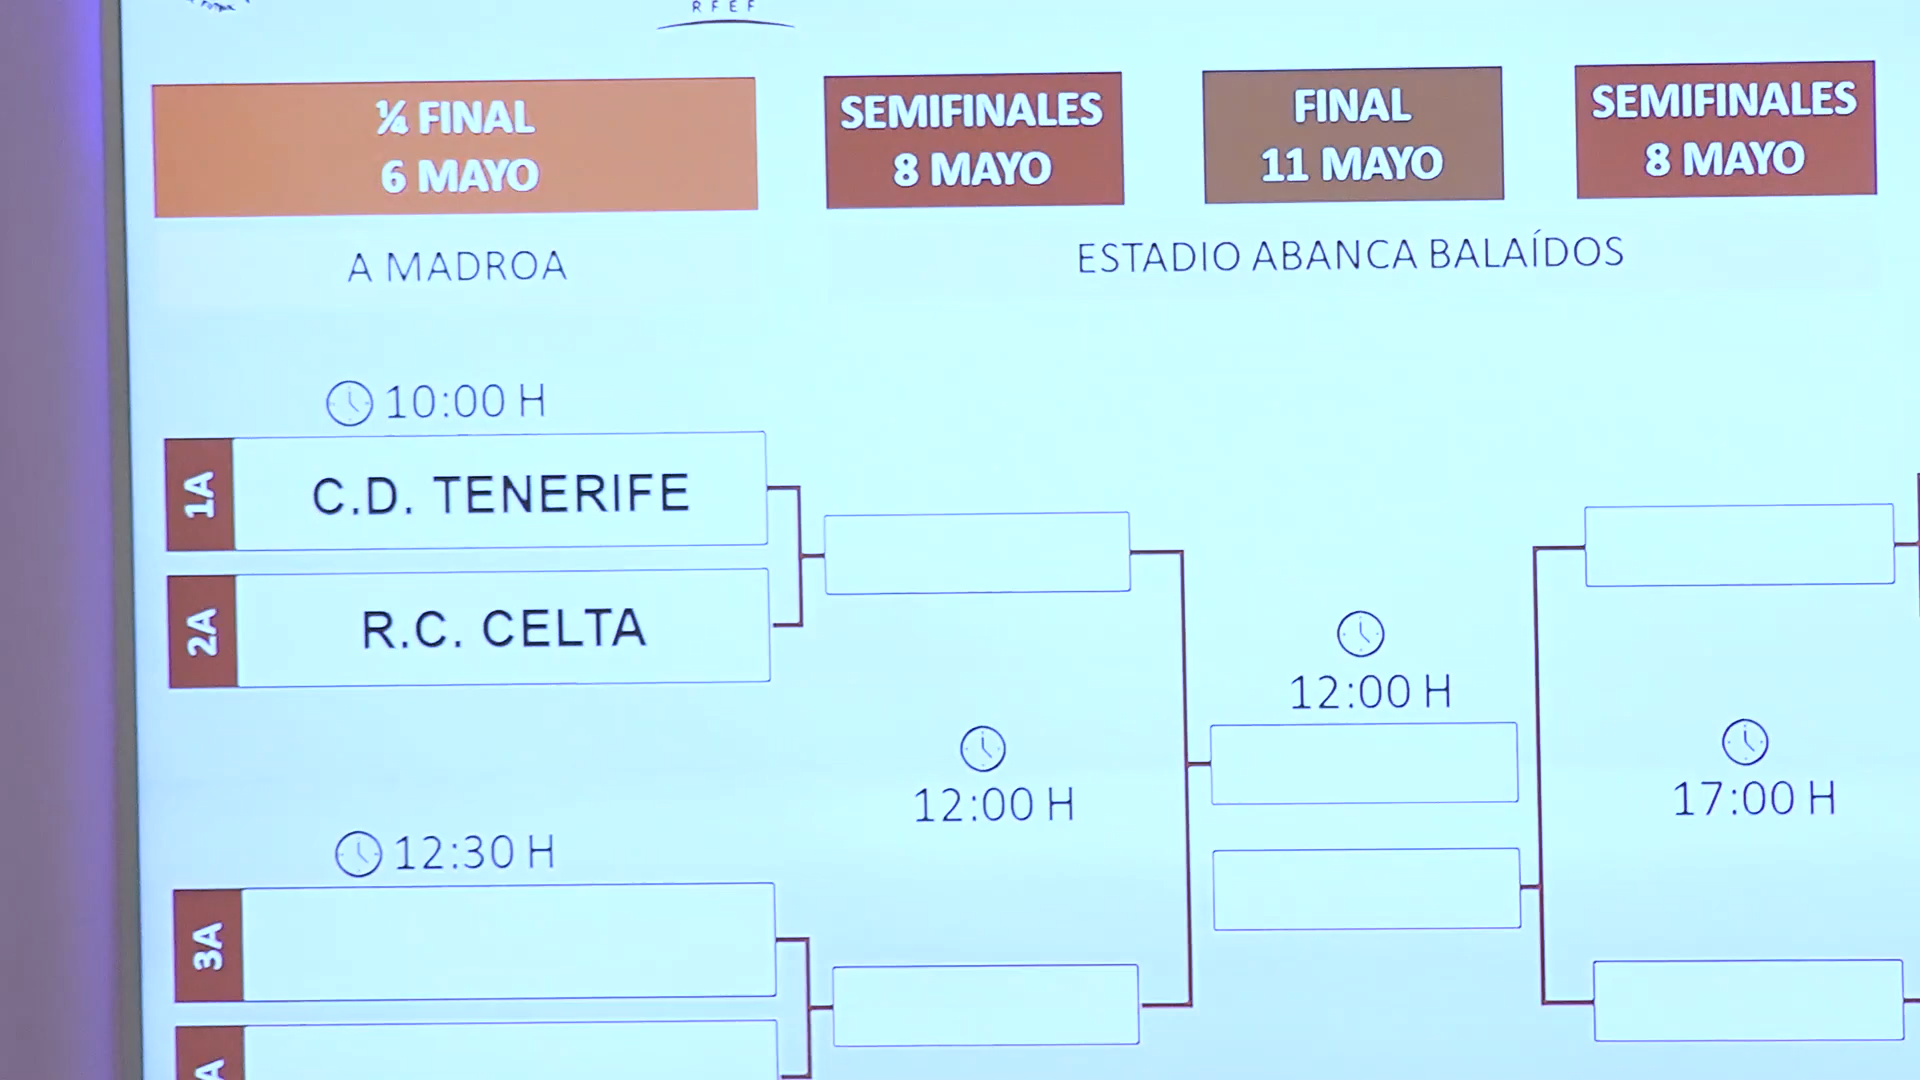 RFEF
¼ FINAL
6 MAYO
SEMIFINALES
8 MAYO
FINAL
11 MAYO
SEMIFINALES
8 MAYO
A MADROA
ESTADIO ABANCA BALAÍDOS
10:00 H
1A
C.D. TENERIFE
2A
R.C. CELTA
12:00 H
12:00 H
17:00 H
12:30 H
3A
A